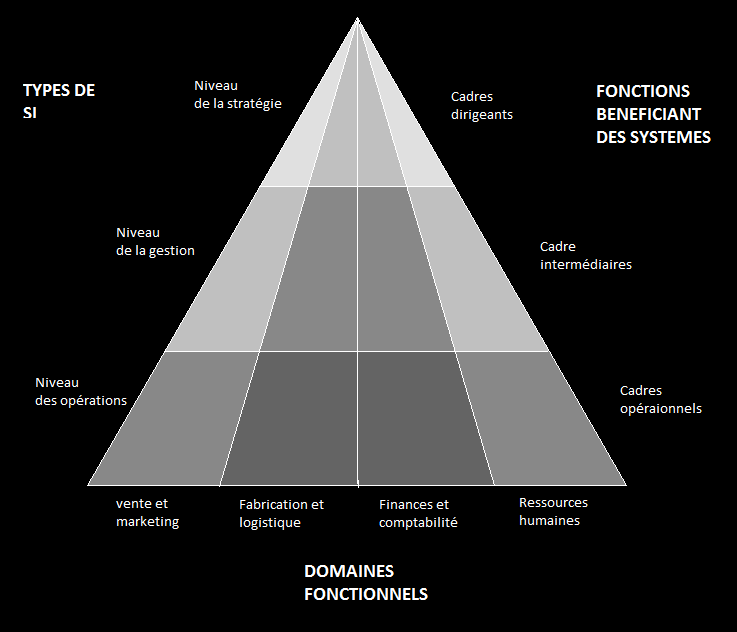 TYPES DE
SI
Niveau
de la stratégie
Cadres
dirigeants
FONCTIONS
BENEFICIANT
DES SYSTEMES
Niveau
de la gestion
Cadre
intermédiaires
Niveau
des opérations
Cadres
opéraionnels
vente et
marketing
Fabrication et
logistique
Finances et
comptabilité
Ressources
humaines
DOMAINES
FONCTIONNELS